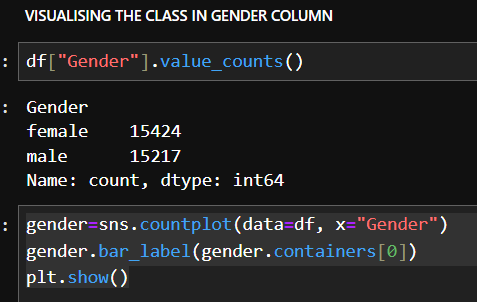 VISUALISING THE CLASS IN GENDER COLUMN
: df["Gender"].value_counts()
: Gender
female    15424
male      15217
Name: count, dtype: int64
: gender=sns.countplot(data=df, x="Gender")
gender.bar_label(gender.containers[0])
plt.show()